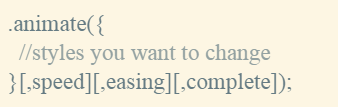 .animate({
//styles you want to change
}[,speed][,easing][,complete]);